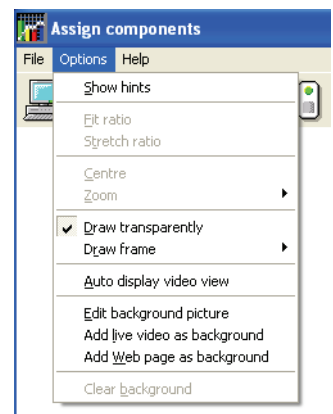 Assign components
File Options Help
Show hints
Fit ratio
Stretch ratio
Centre
Zoom
Draw transparently
Draw frame
Auto display video view
Edit background picture
Add live video as background
Add Web page as background
Clear background